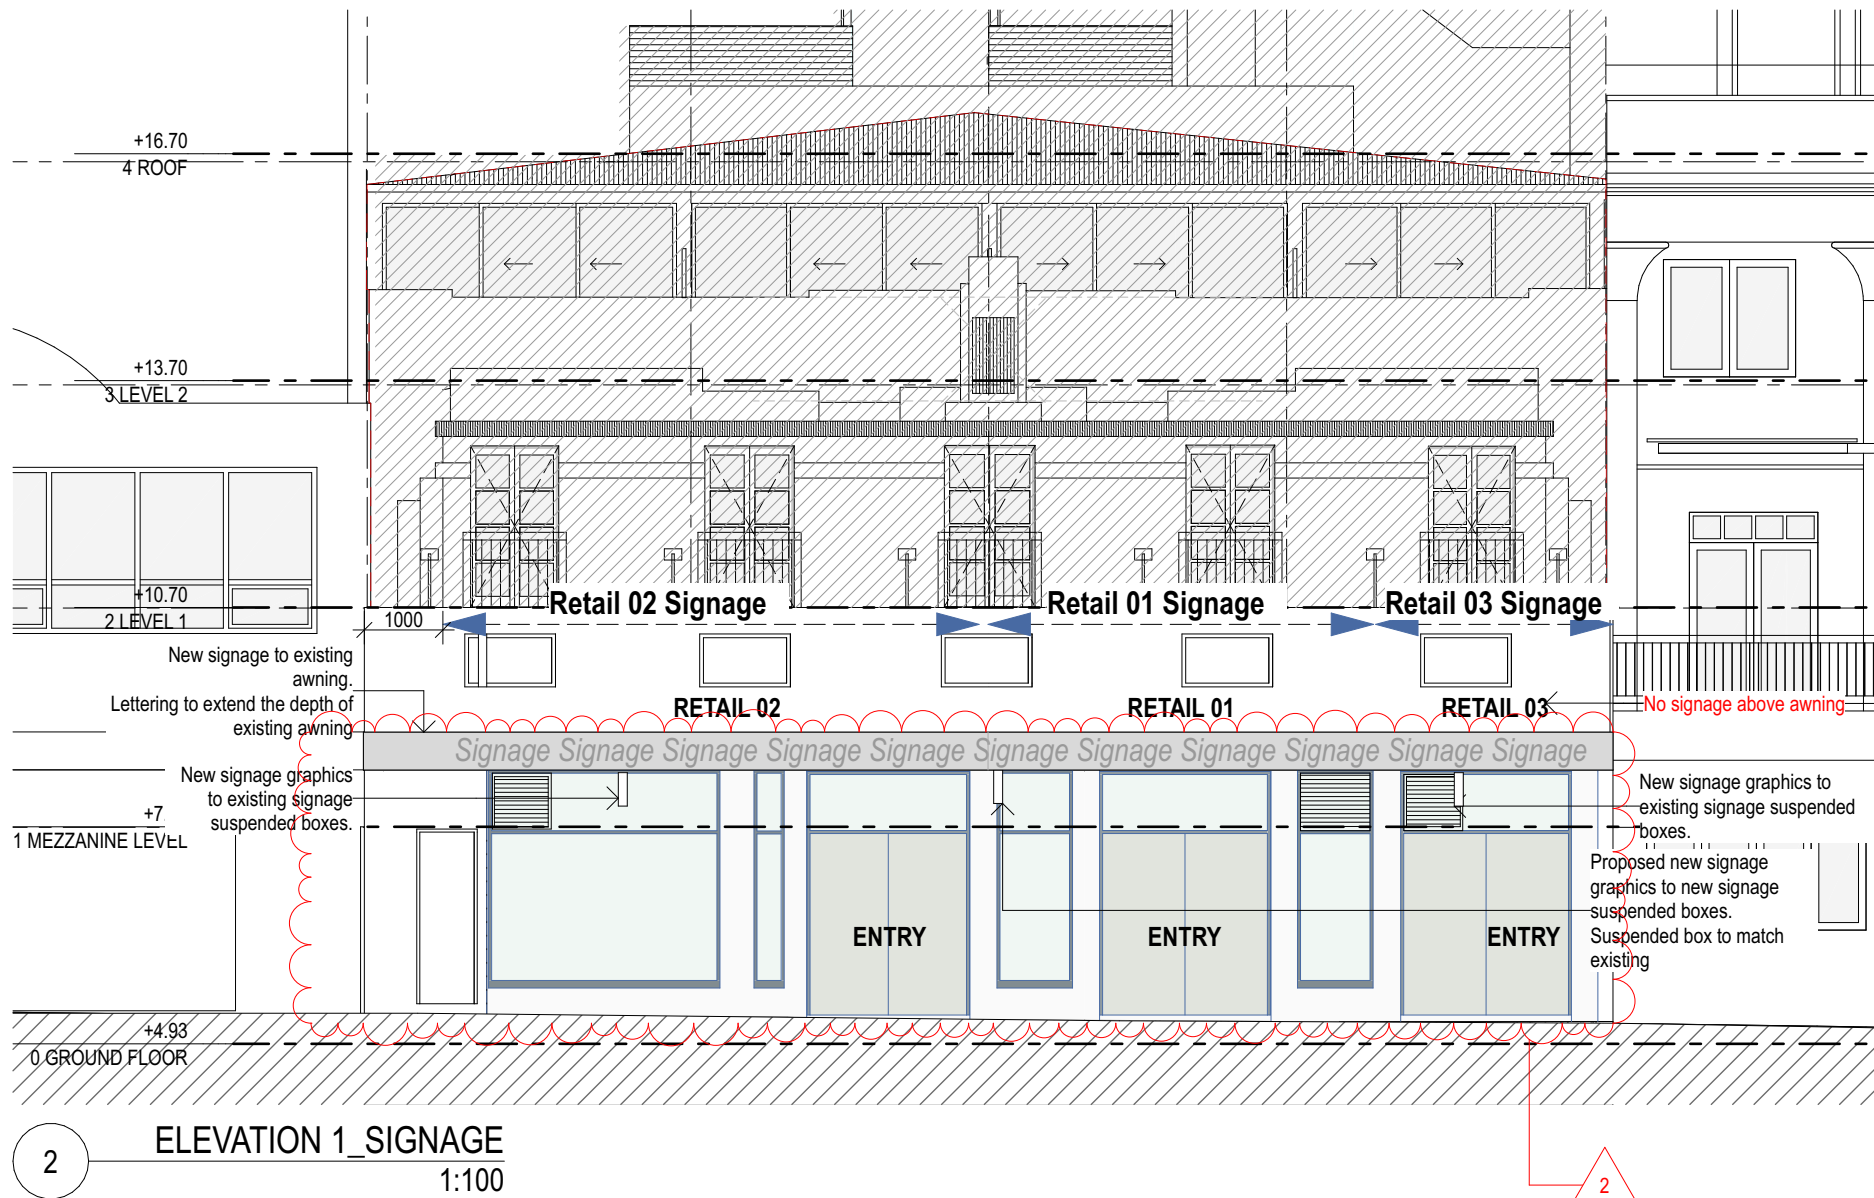 +16.70
4 ROOF
+13.70
3 LEVEL 2
+10.70
2 LEVEL 1
1000
Retail 02 Signage
Retail 01 Signage
Retail 03 Signage
New signage to existing
awning.
Lettering to extend the depth of
existing awning
RETAIL 02
RETAIL 01
RETAIL 03
No signage above awning
Signage Signage Signage Signage Signage Signage Signage Signage Signage Signage Signage
New signage graphics
to existing signage
suspended boxes.
+7
1 MEZZANINE LEVEL
New signage graphics to
existing signage suspended
boxes.
Proposed new signage
graphics to new signage
suspended boxes.
Suspended box to match
existing
ENTRY
ENTRY
ENTRY
+4.93
0 GROUND FLOOR
2
ELEVATION 1_SIGNAGE
1:100
2